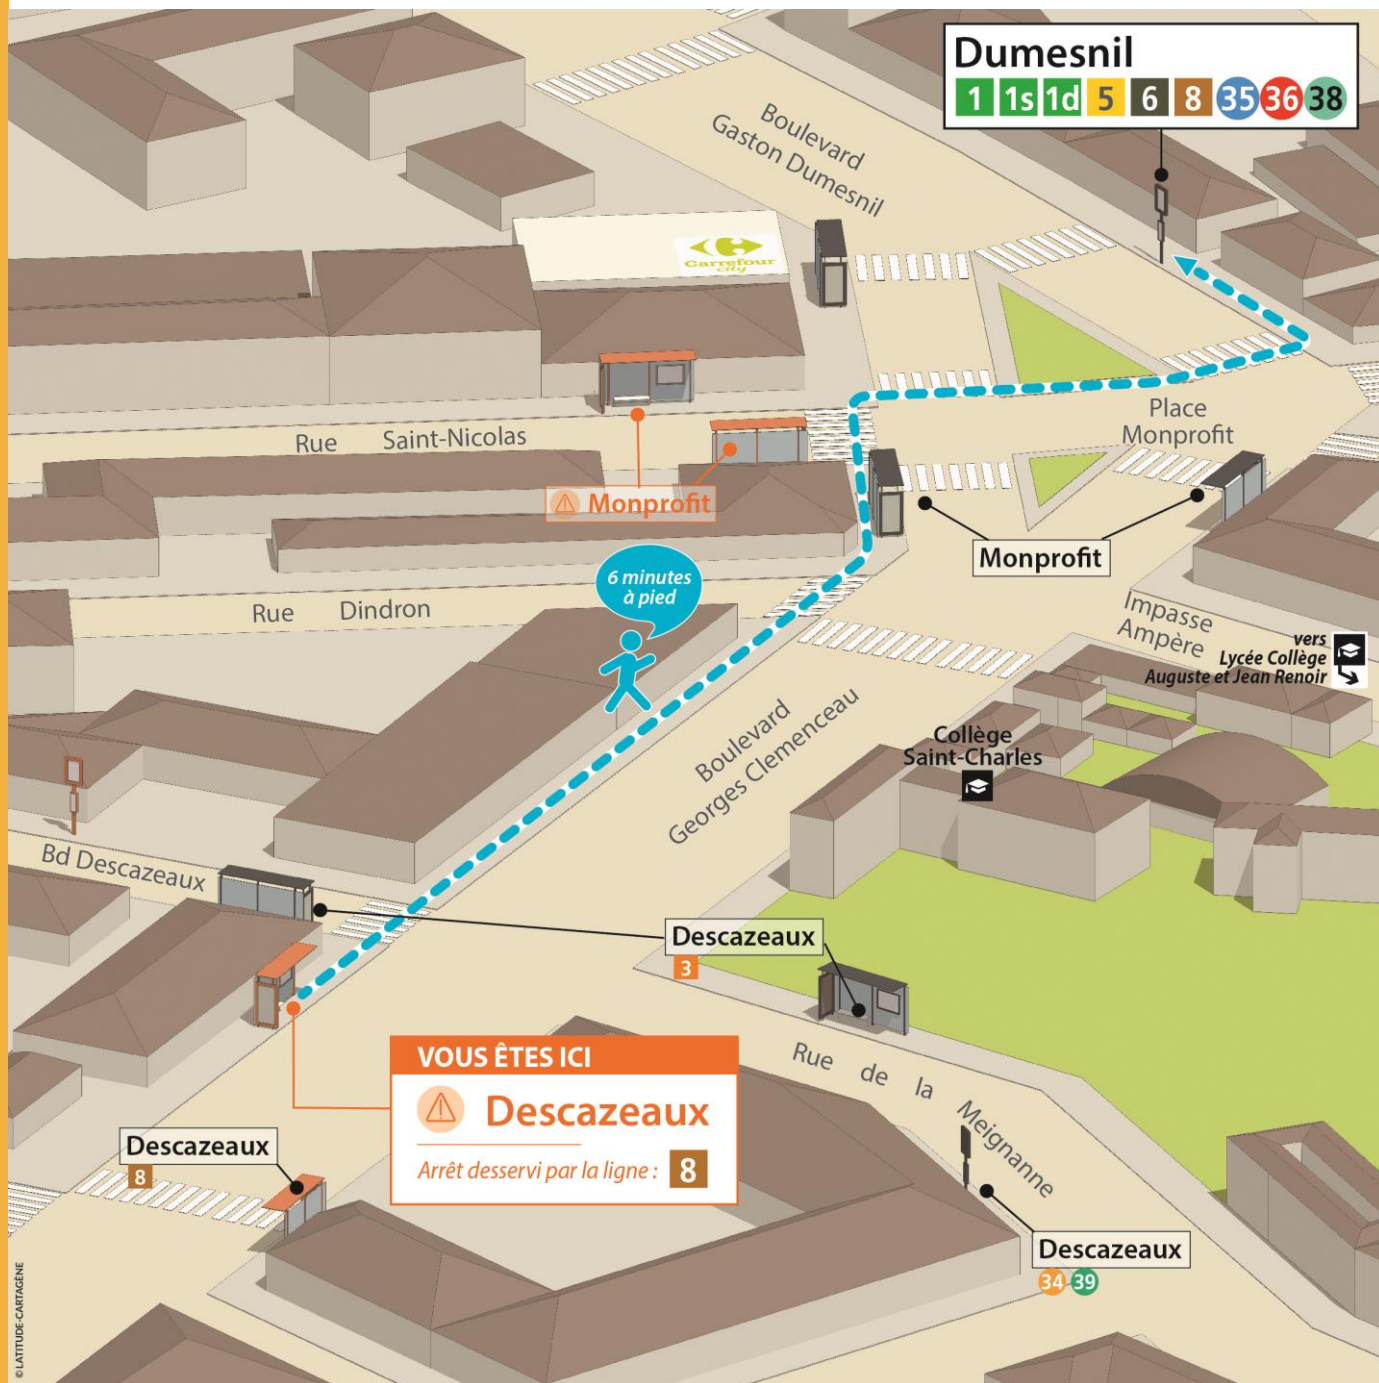 Dumesnil
1 1s 1d 5 6 8 35 36 38
Boulevard
Gaston Dumesnil
Carrefour
city
Rue Saint-Nicolas
Place
Monprofit
Monprofit
Monprofit
6 minutes
à pied
Rue Dindron
Impasse
Ampère
vers
Lycée Collège
Auguste et Jean Renoir
Boulevard
Georges Clemenceau
Collège
Saint-Charles
Bd Descazeaux
Descazeaux
3
VOUS ÊTES ICI
Descazeaux
Arrêt desservi par la ligne : 8
Rue de la Meignanne
Descazeaux
8
Descazeaux
34 39
© LATITUDE-CARTAGÈNE